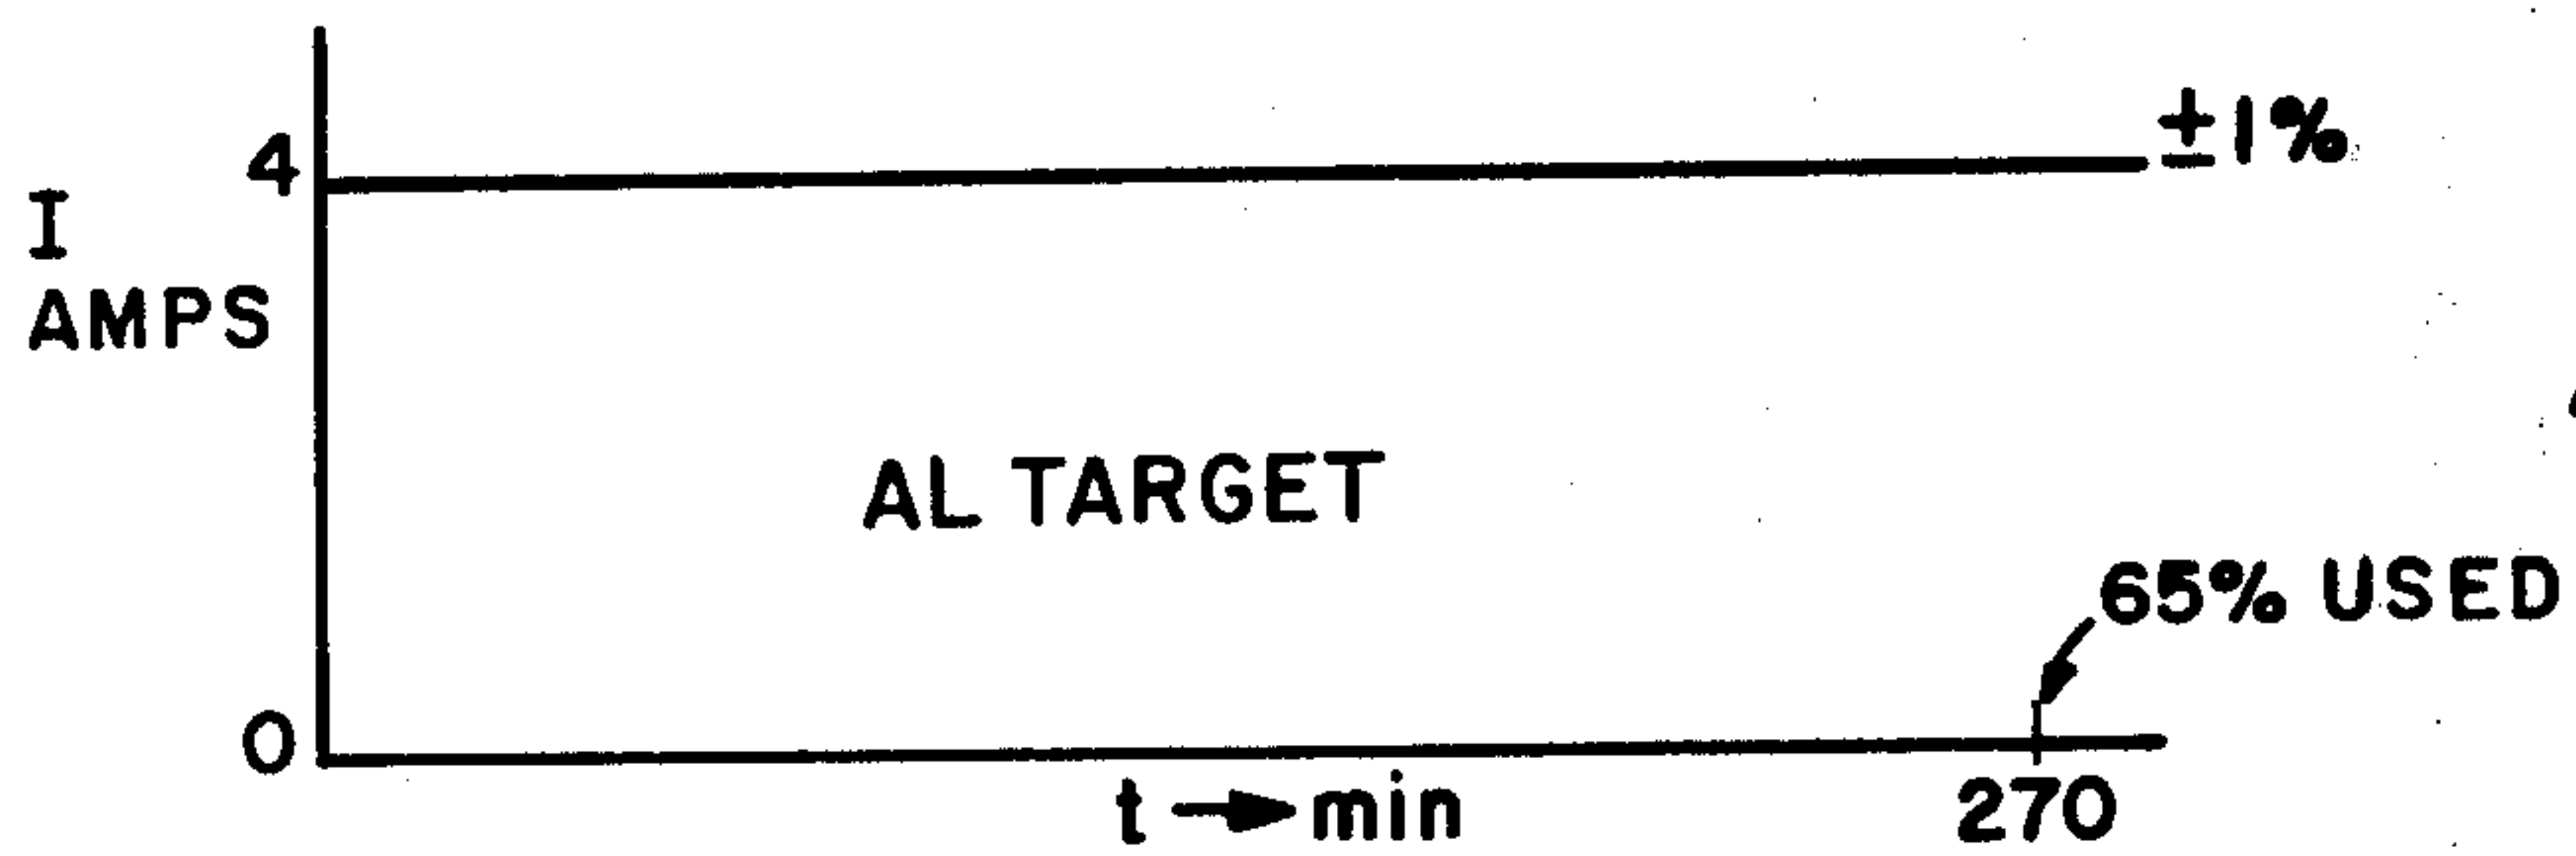 ±1%
4
I
AMPS
AL TARGET
65% USED
0
t → min
270